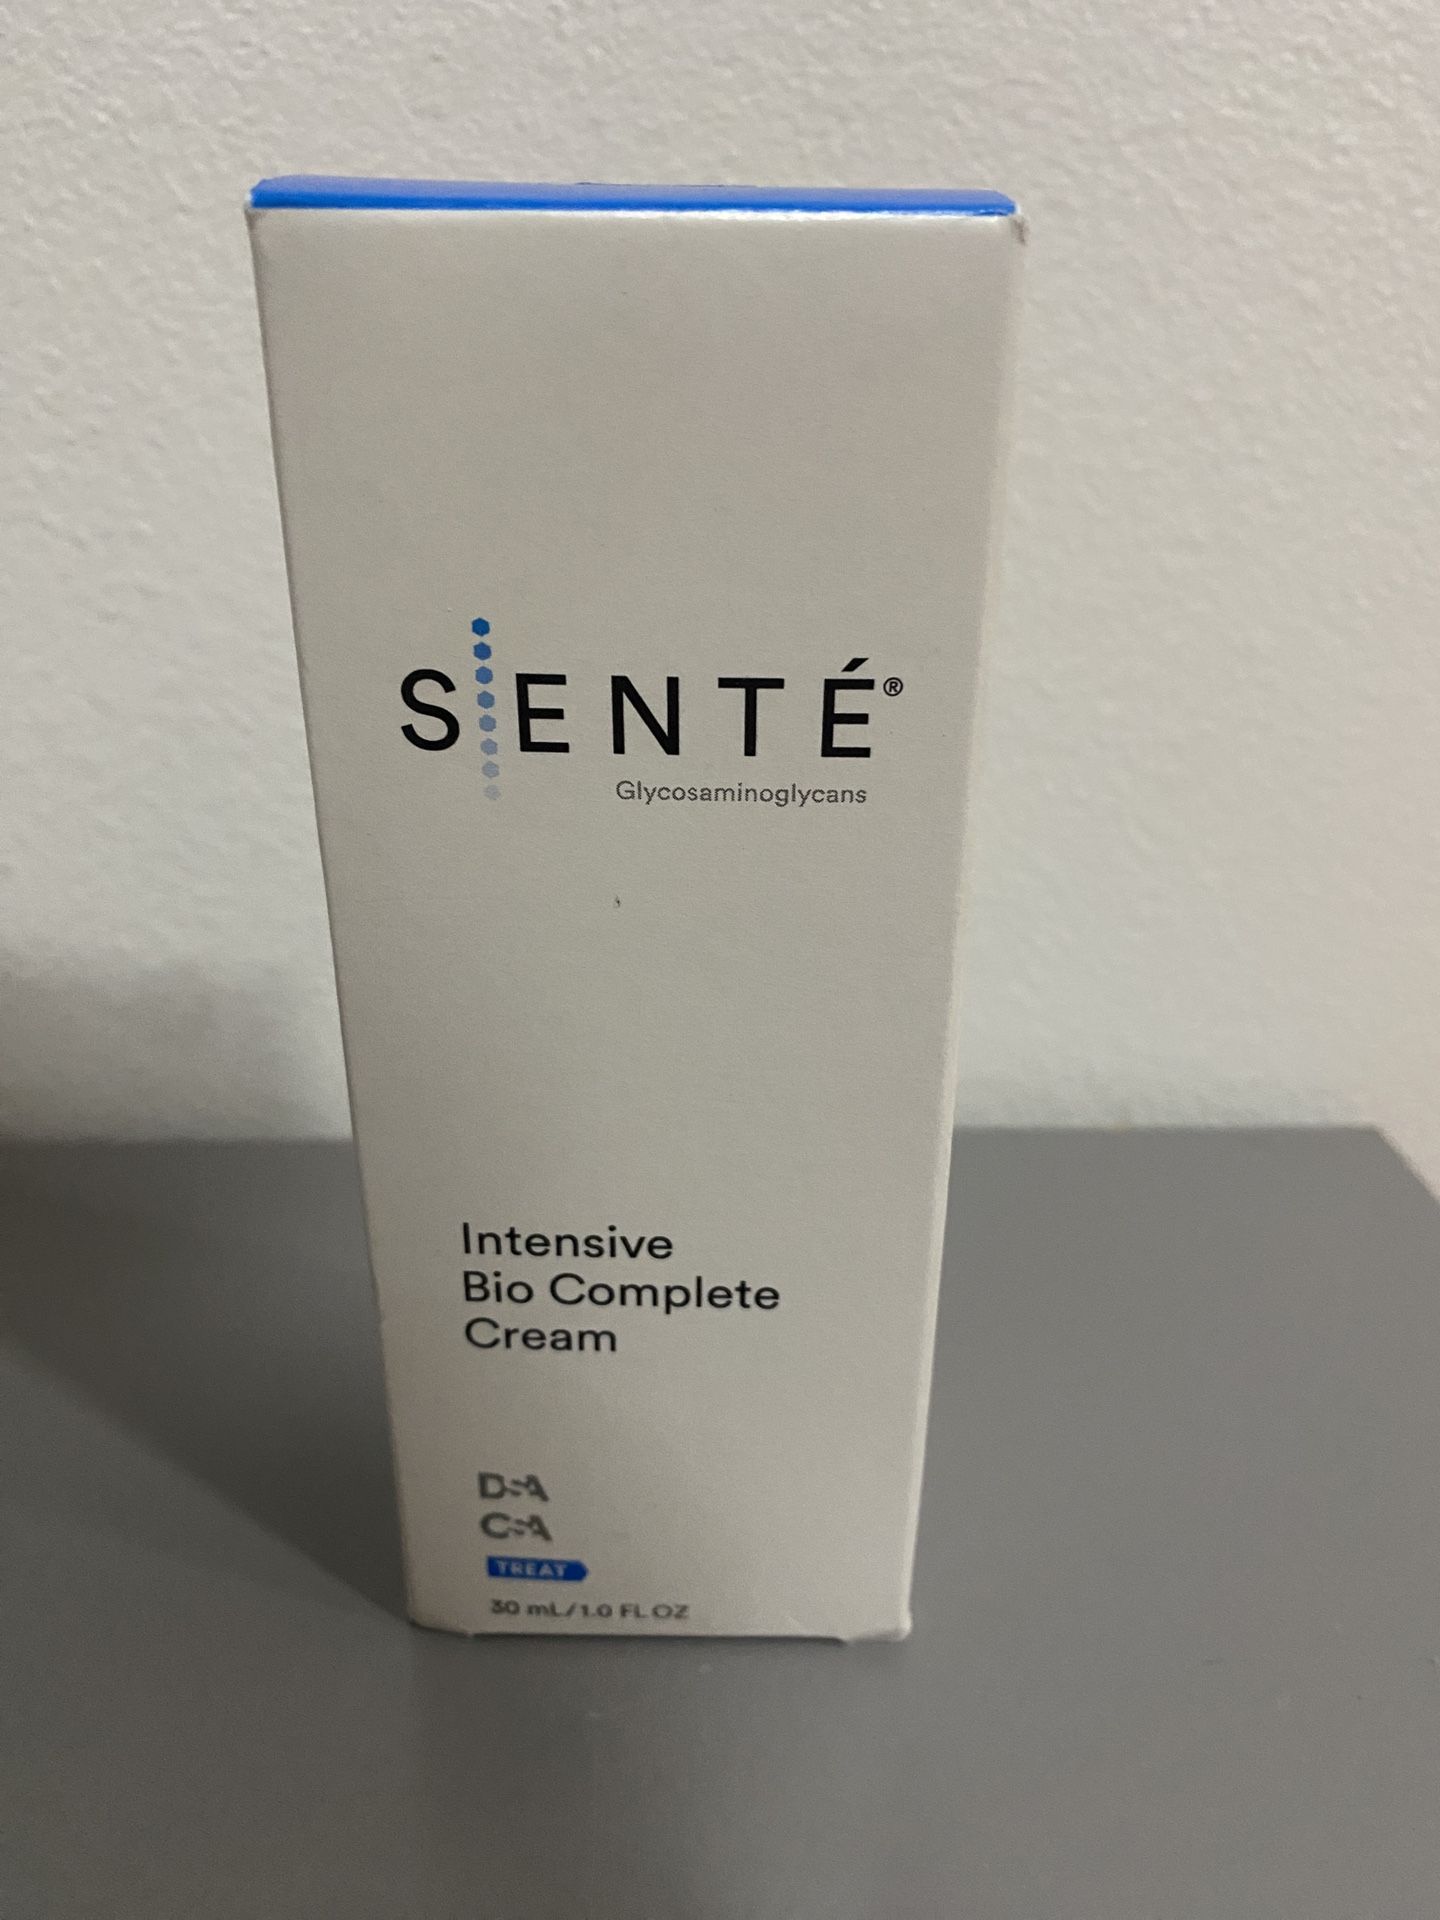 SENTÉ®
Glycosaminoglycans
Intensive
Bio Complete
Cream
TREAT
30 mL/1.0 FL OZ